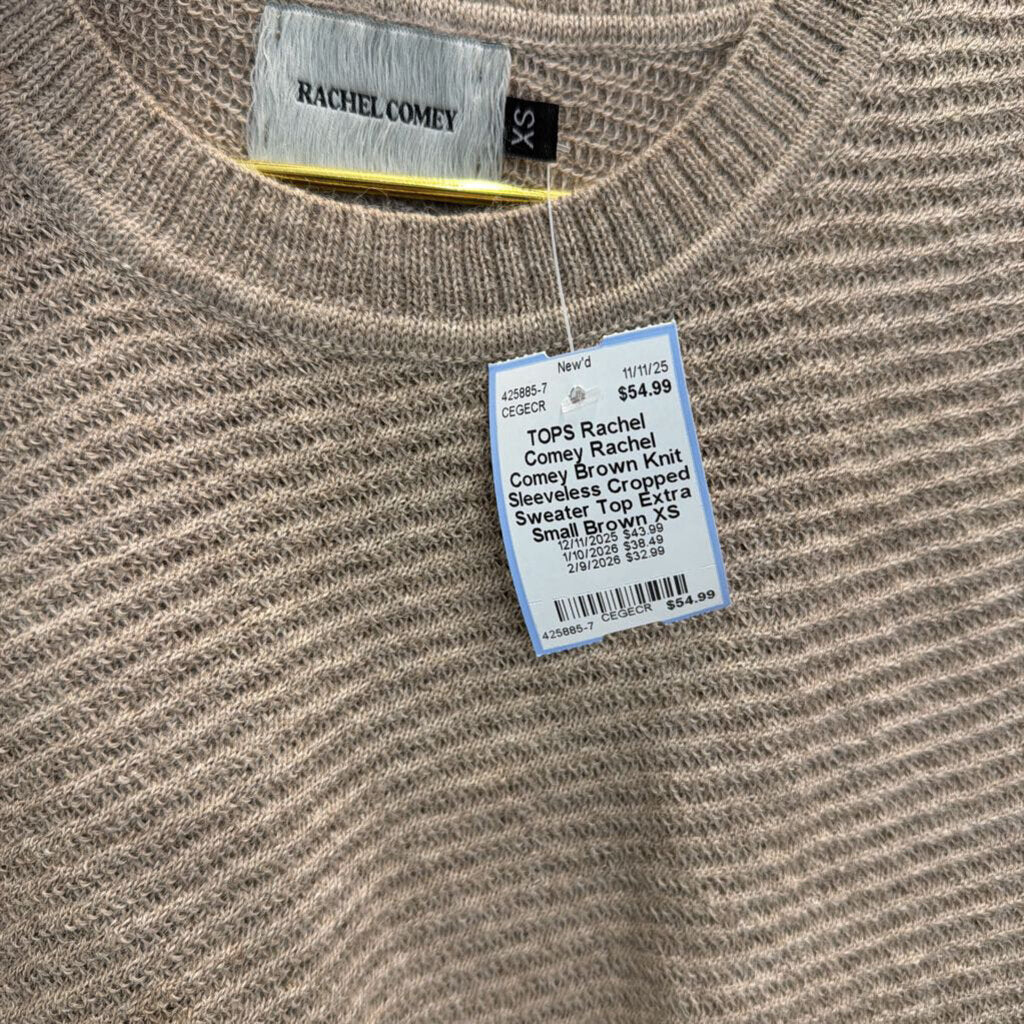 RACHEL COMEY
XS
New'd
425885-7 11/11/25
CEGECR $54.99
TOPS Rachel
Comey Rachel
Comey Brown Knit
Sleeveless Cropped
Sweater Top Extra
Small Brown XS
12/11/2025 $43.99
1/10/2026 $38.49
2/9/2026 $32.99
425885-7 CEGECR $54.99